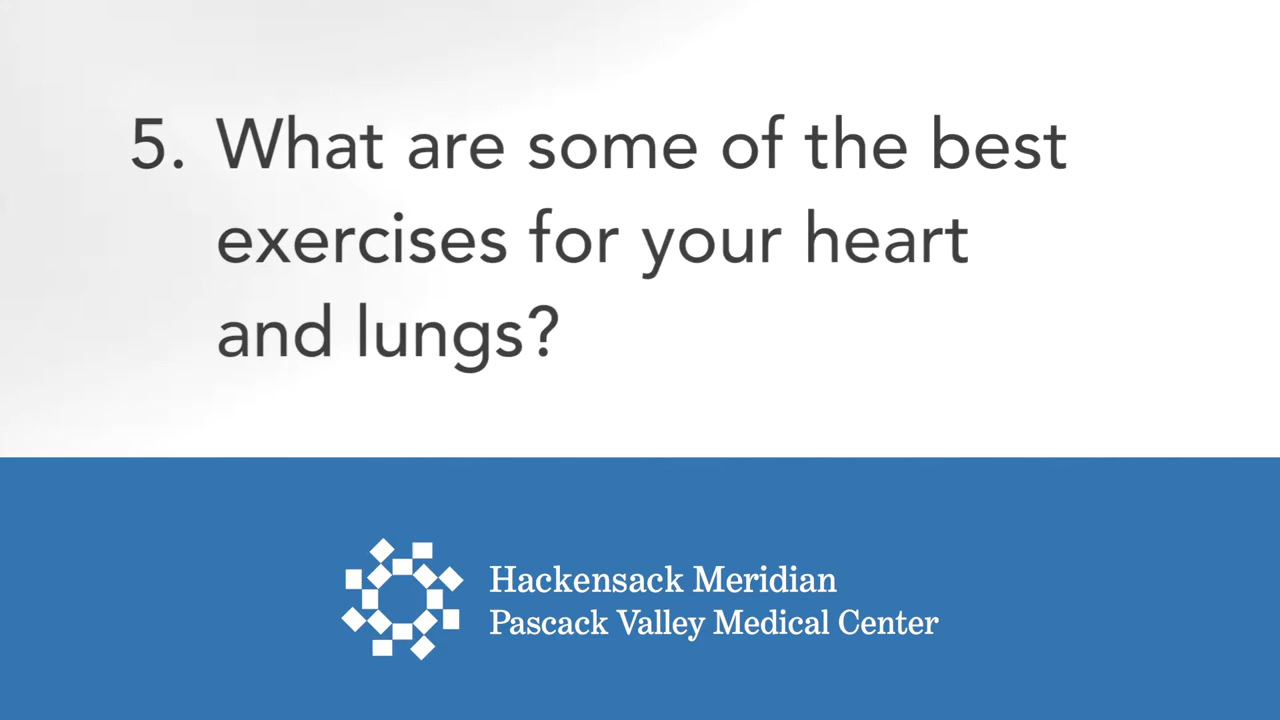 5. What are some of the best
exercises for your heart
and lungs?
Hackensack Meridian
Pascack Valley Medical Center